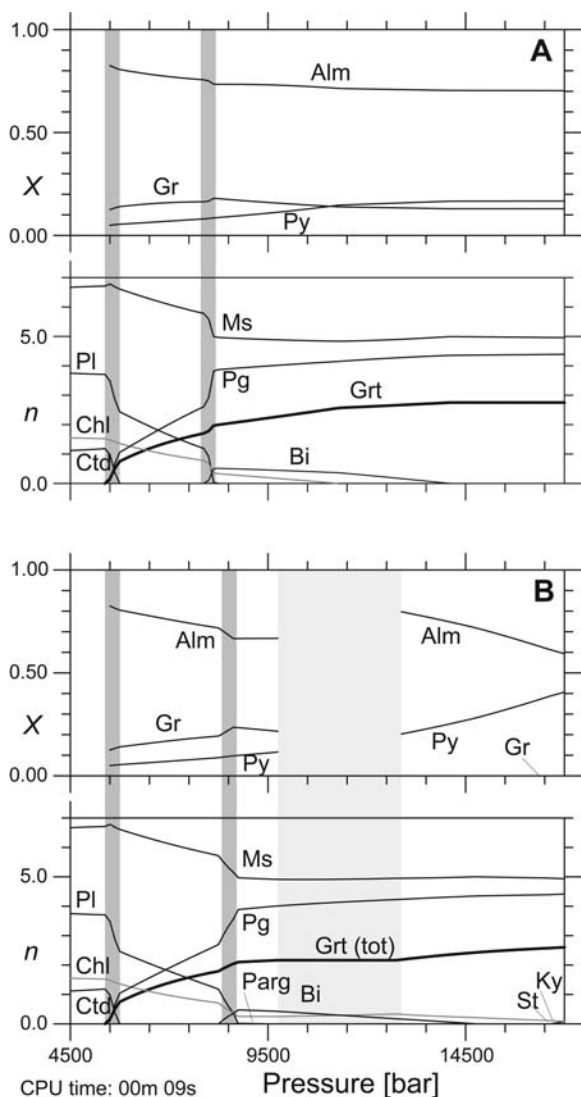 1.00
A
Alm
0.50
X
Gr
Py
0.00
Ms
5.0
Pl
Pg
Grt
n
Chl
Bi
Ctd
0.0
1.00
B
Alm
Alm
0.50
X
Gr
Py
Py
Gr
0.00
Ms
5.0
Pl
Pg
n
Grt (tot)
Chl
Parg
Bi
Ky
Ctd
St
0.0
4500 9500 14500
CPU time: 00m 09s Pressure [bar]